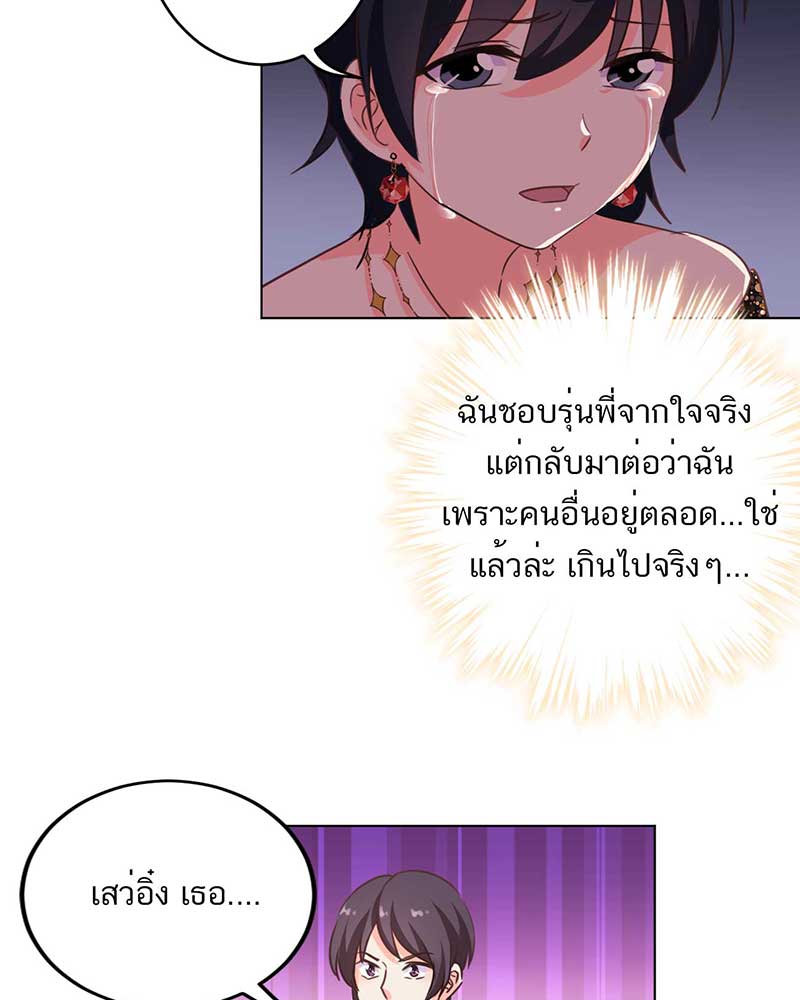 ฉันชอบรุ่นพี่จากใจจริง
แต่กลับมาต่อว่าฉัน
เพราะคนอื่นอยู่ตลอด...ใช่
แล้วล่ะ เกินไปจริงๆ...
เสว่อิ๋ง เธอ....